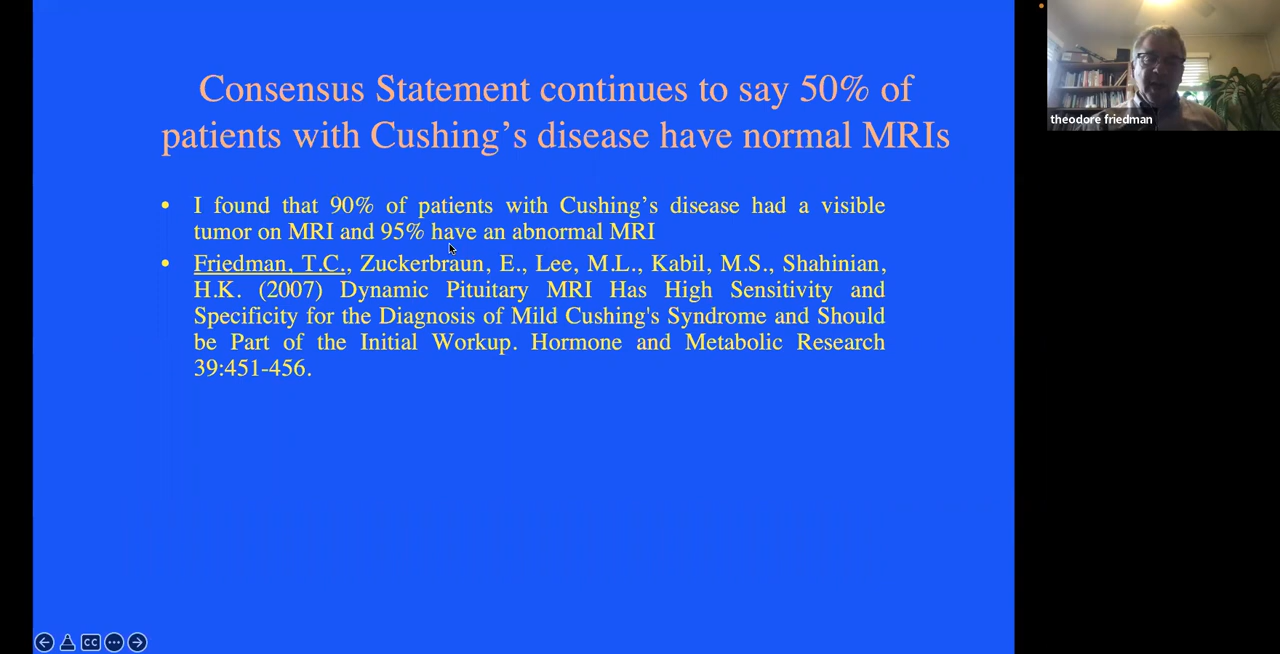 Consensus Statement continues to say 50% of
patients with Cushing’s disease have normal MRIs
• I found that 90% of patients with Cushing’s disease had a visible
tumor on MRI and 95% have an abnormal MRI
• Friedman, T.C., Zuckerbraun, E., Lee, M.L., Kabil, M.S., Shahinian,
H.K. (2007) Dynamic Pituitary MRI Has High Sensitivity and
Specificity for the Diagnosis of Mild Cushing's Syndrome and Should
be Part of the Initial Workup. Hormone and Metabolic Research
39:451-456.
theodore friedman
CC